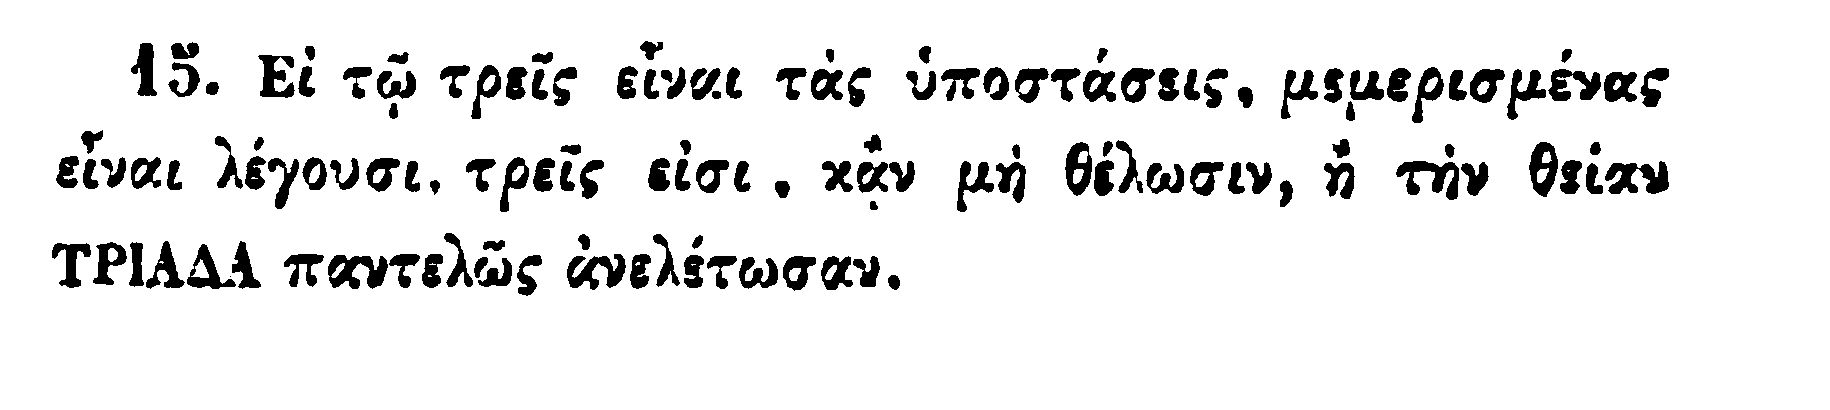 15. Εἰ τῷ τρεῖς εἶναι τὰς ὑποστάσεις, μεμερισμένας
εἶναι λέγουσι, τρεῖς εἰσι, κᾂν μὴ θέλωσιν, ἢ τὴν θείαν
ΤΡΙΑΔΑ παντελῶς ἀνελέτωσαν.